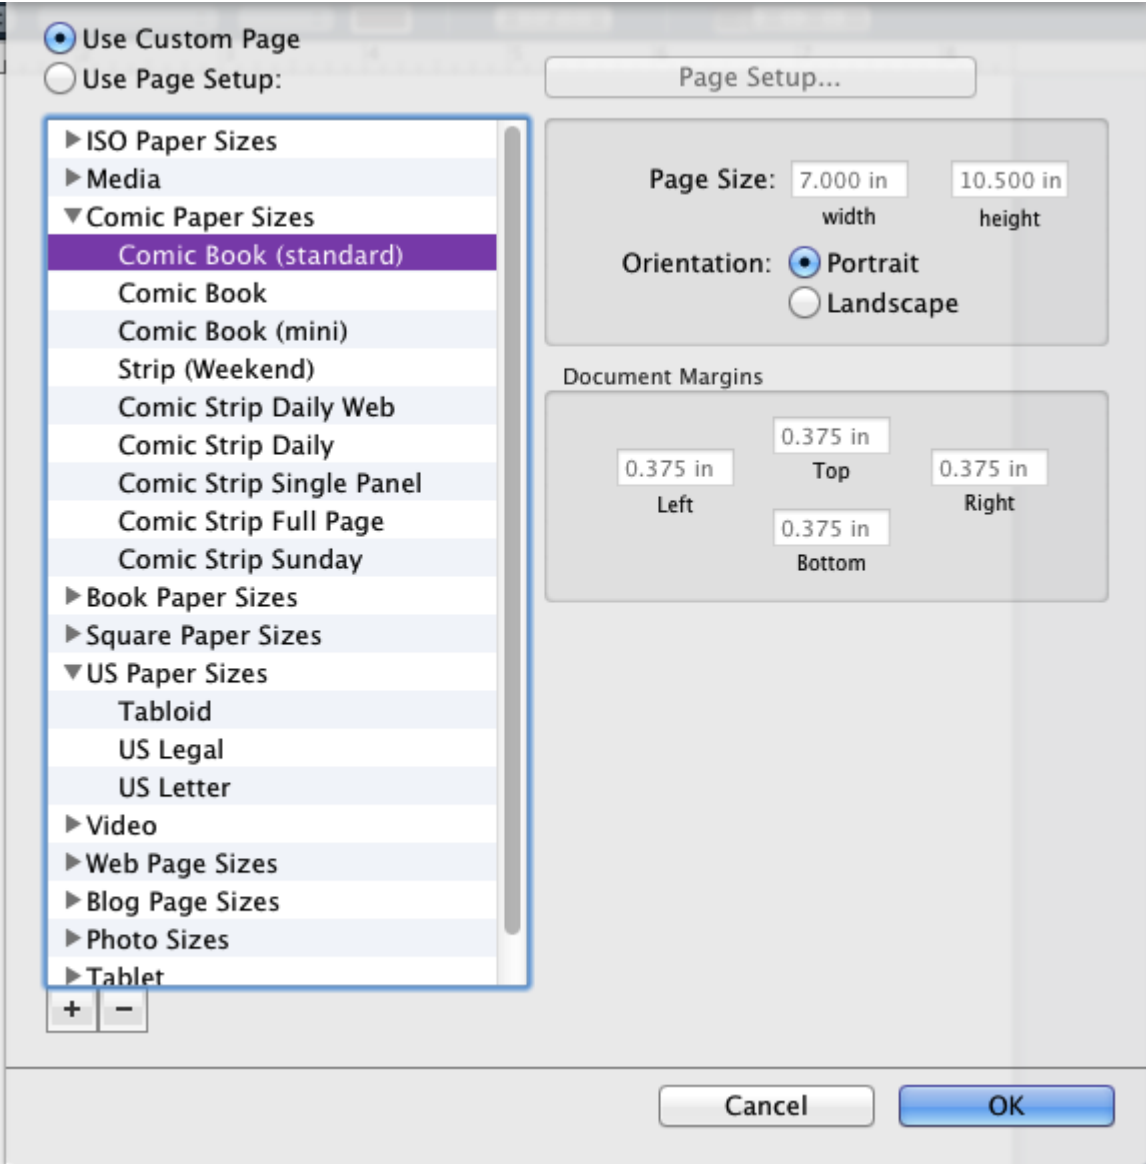 Use Custom Page
Use Page Setup:
Page Setup...
ISO Paper Sizes
Media
Comic Paper Sizes
Comic Book (standard)
Comic Book
Comic Book (mini)
Strip (Weekend)
Comic Strip Daily Web
Comic Strip Daily
Comic Strip Single Panel
Comic Strip Full Page
Comic Strip Sunday
Book Paper Sizes
Square Paper Sizes
US Paper Sizes
Tabloid
US Legal
US Letter
Video
Web Page Sizes
Blog Page Sizes
Photo Sizes
Tablet
+ −
Page Size: 7.000 in 10.500 in
width height
Orientation: Portrait
Landscape
Document Margins
0.375 in
Top
0.375 in
Left
0.375 in
Right
0.375 in
Bottom
Cancel OK